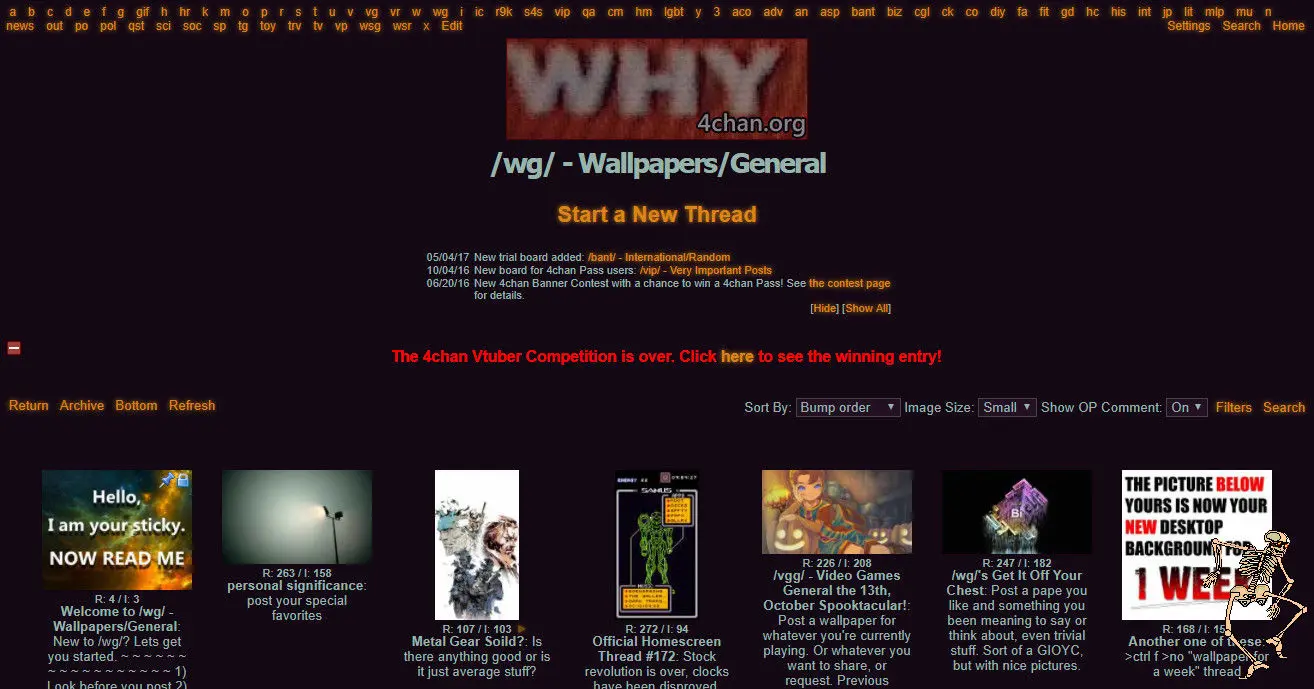 a b c d e f g gif h hr k m o p r s t u v vg vr w wg i ic r9k s4s vip qa cm hm lgbt y 3 aco adv an asp bant biz cgl ck co diy fa fit gd hc his int jp lit mlp mu n
news out po pol qst sci soc sp tg toy trv tv vp wsg wsr x Edit
Settings Search Home
WHY
4chan.org
/wg/ - Wallpapers/General
Start a New Thread
05/04/17 New trial board added: /bant/ - International/Random
10/04/16 New board for 4chan Pass users: /vip/ - Very Important Posts
06/20/16 New 4chan Banner Contest with a chance to win a 4chan Pass! See the contest page
for details.
[Hide] [Show All]
The 4chan Vtuber Competition is over. Click here to see the winning entry!
Return Archive Bottom Refresh
Sort By: Bump order Image Size: Small Show OP Comment: On Filters Search
Hello,
I am your sticky.
NOW READ ME
R: 4 / I: 3
Welcome to /wg/ -
Wallpapers/General:
New to /wg/? Lets get
you started. ~ ~ ~ ~ ~ ~
~ ~ ~ ~ ~ ~ ~ ~ ~ ~ ~ 1)
Look before you post 2)
R: 263 / I: 158
personal significance:
post your special
favorites
R: 107 / I: 103
Metal Gear Soild?: Is
there anything good or is
it just average stuff?
ENERGY
SAMUS
R: 272 / I: 94
Official Homescreen
Thread #172: Stock
revolution is over, clocks
have been disproved
R: 226 / I: 208
/vgg/ - Video Games
General the 13th,
October Spooktacular!:
Post a wallpaper for
whatever you're currently
playing. Or whatever you
want to share, or
request. Previous
Bi
R: 247 / I: 182
/wg/'s Get It Off Your
Chest: Post a pape you
like and something you
been meaning to say or
think about, even trivial
stuff. Sort of a GIOYC,
but with nice pictures.
THE PICTURE BELOW
YOURS IS NOW YOUR
NEW DESKTOP
BACKGROUND FOR
1 WEEK
R: 168 / I:
Another one of these:
>ctrl f >no "wallpaper for
a week" thread